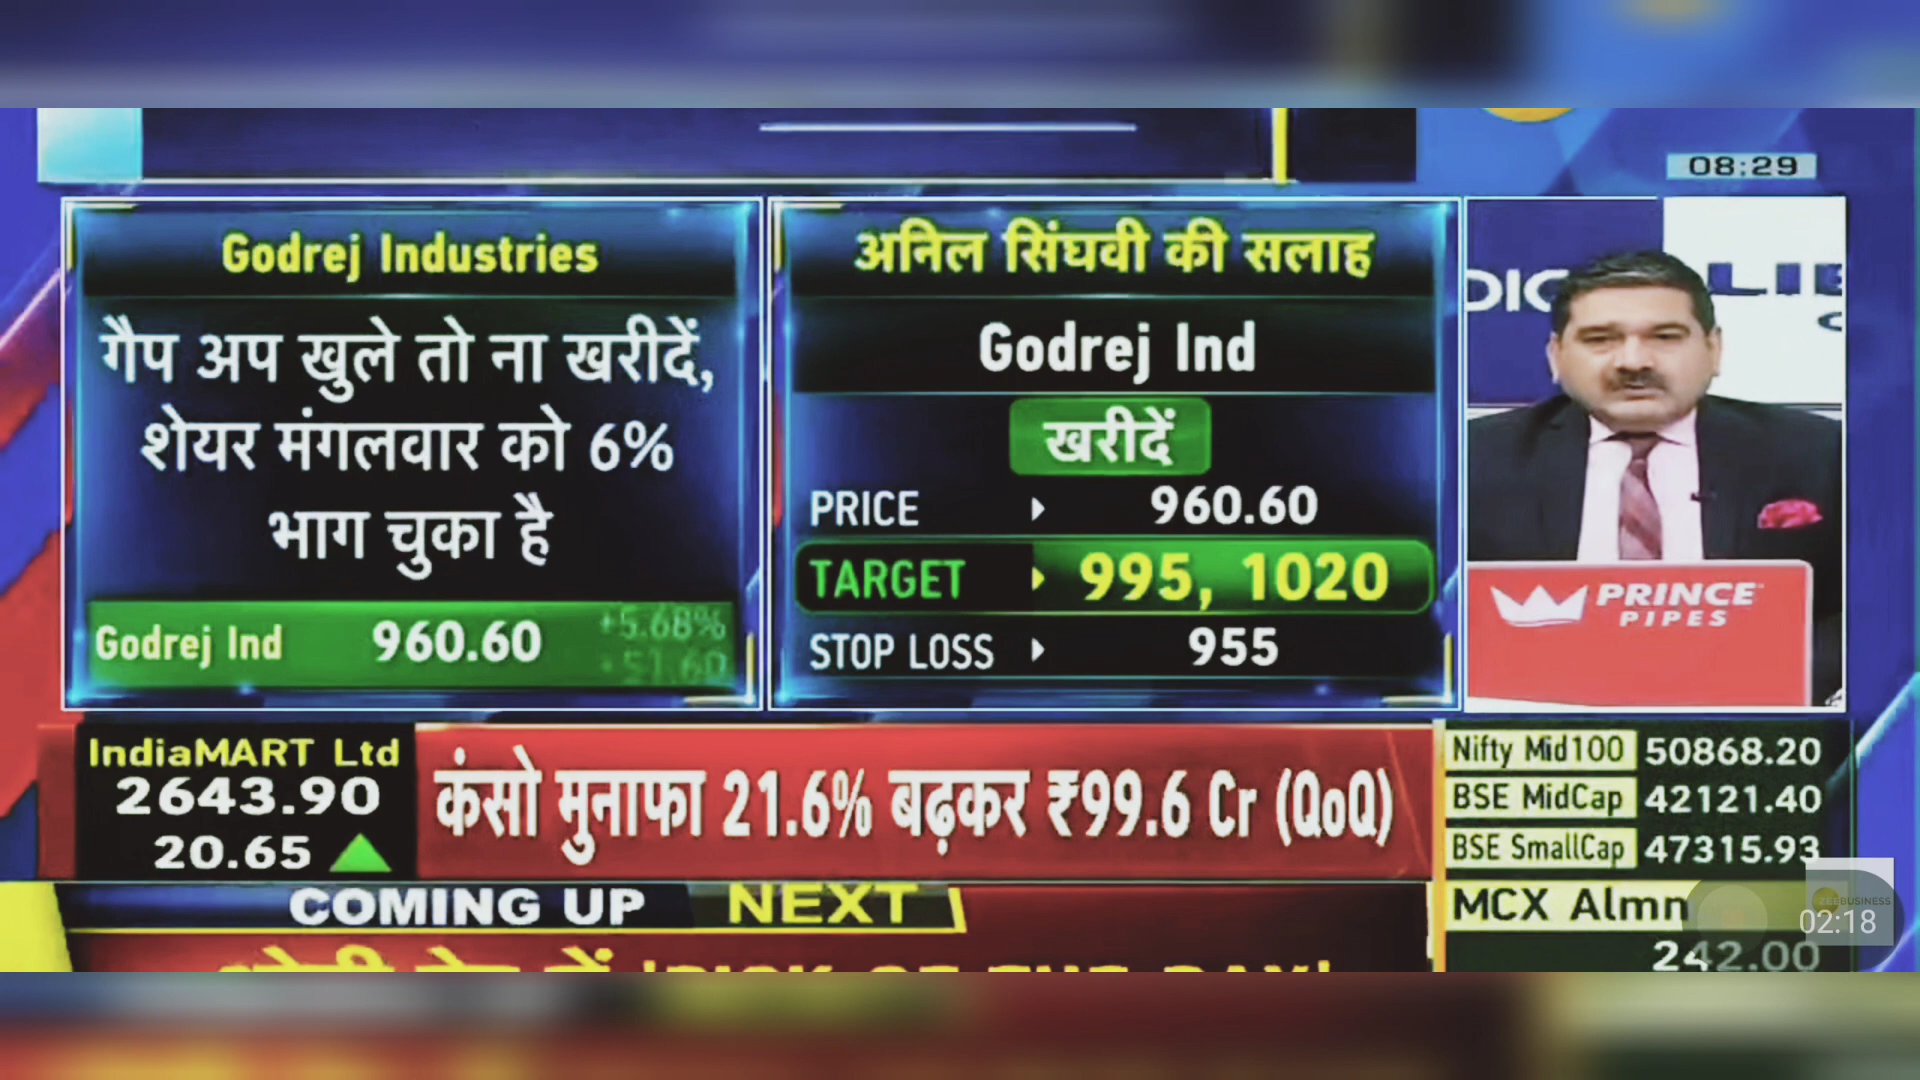 08:29
Godrej Industries
गैप अप खुले तो ना खरीदें,
शेयर मंगलवार को 6%
भाग चुका है
Godrej Ind 960.60 +5.68%
+51.60
अनिल सिंघवी की सलाह
Godrej Ind
खरीदें
PRICE 960.60
TARGET 995, 1020
STOP LOSS 955
PRINCE
PIPES
IndiaMART Ltd
2643.90
20.65
कंसो मुनाफा 21.6% बढ़कर ₹99.6 Cr (QoQ)
Nifty Mid100 50868.20
BSE MidCap 42121.40
BSE SmallCap 47315.93
MCX Almn
242.00
COMING UP NEXT
ZEEBUSINESS
02:18